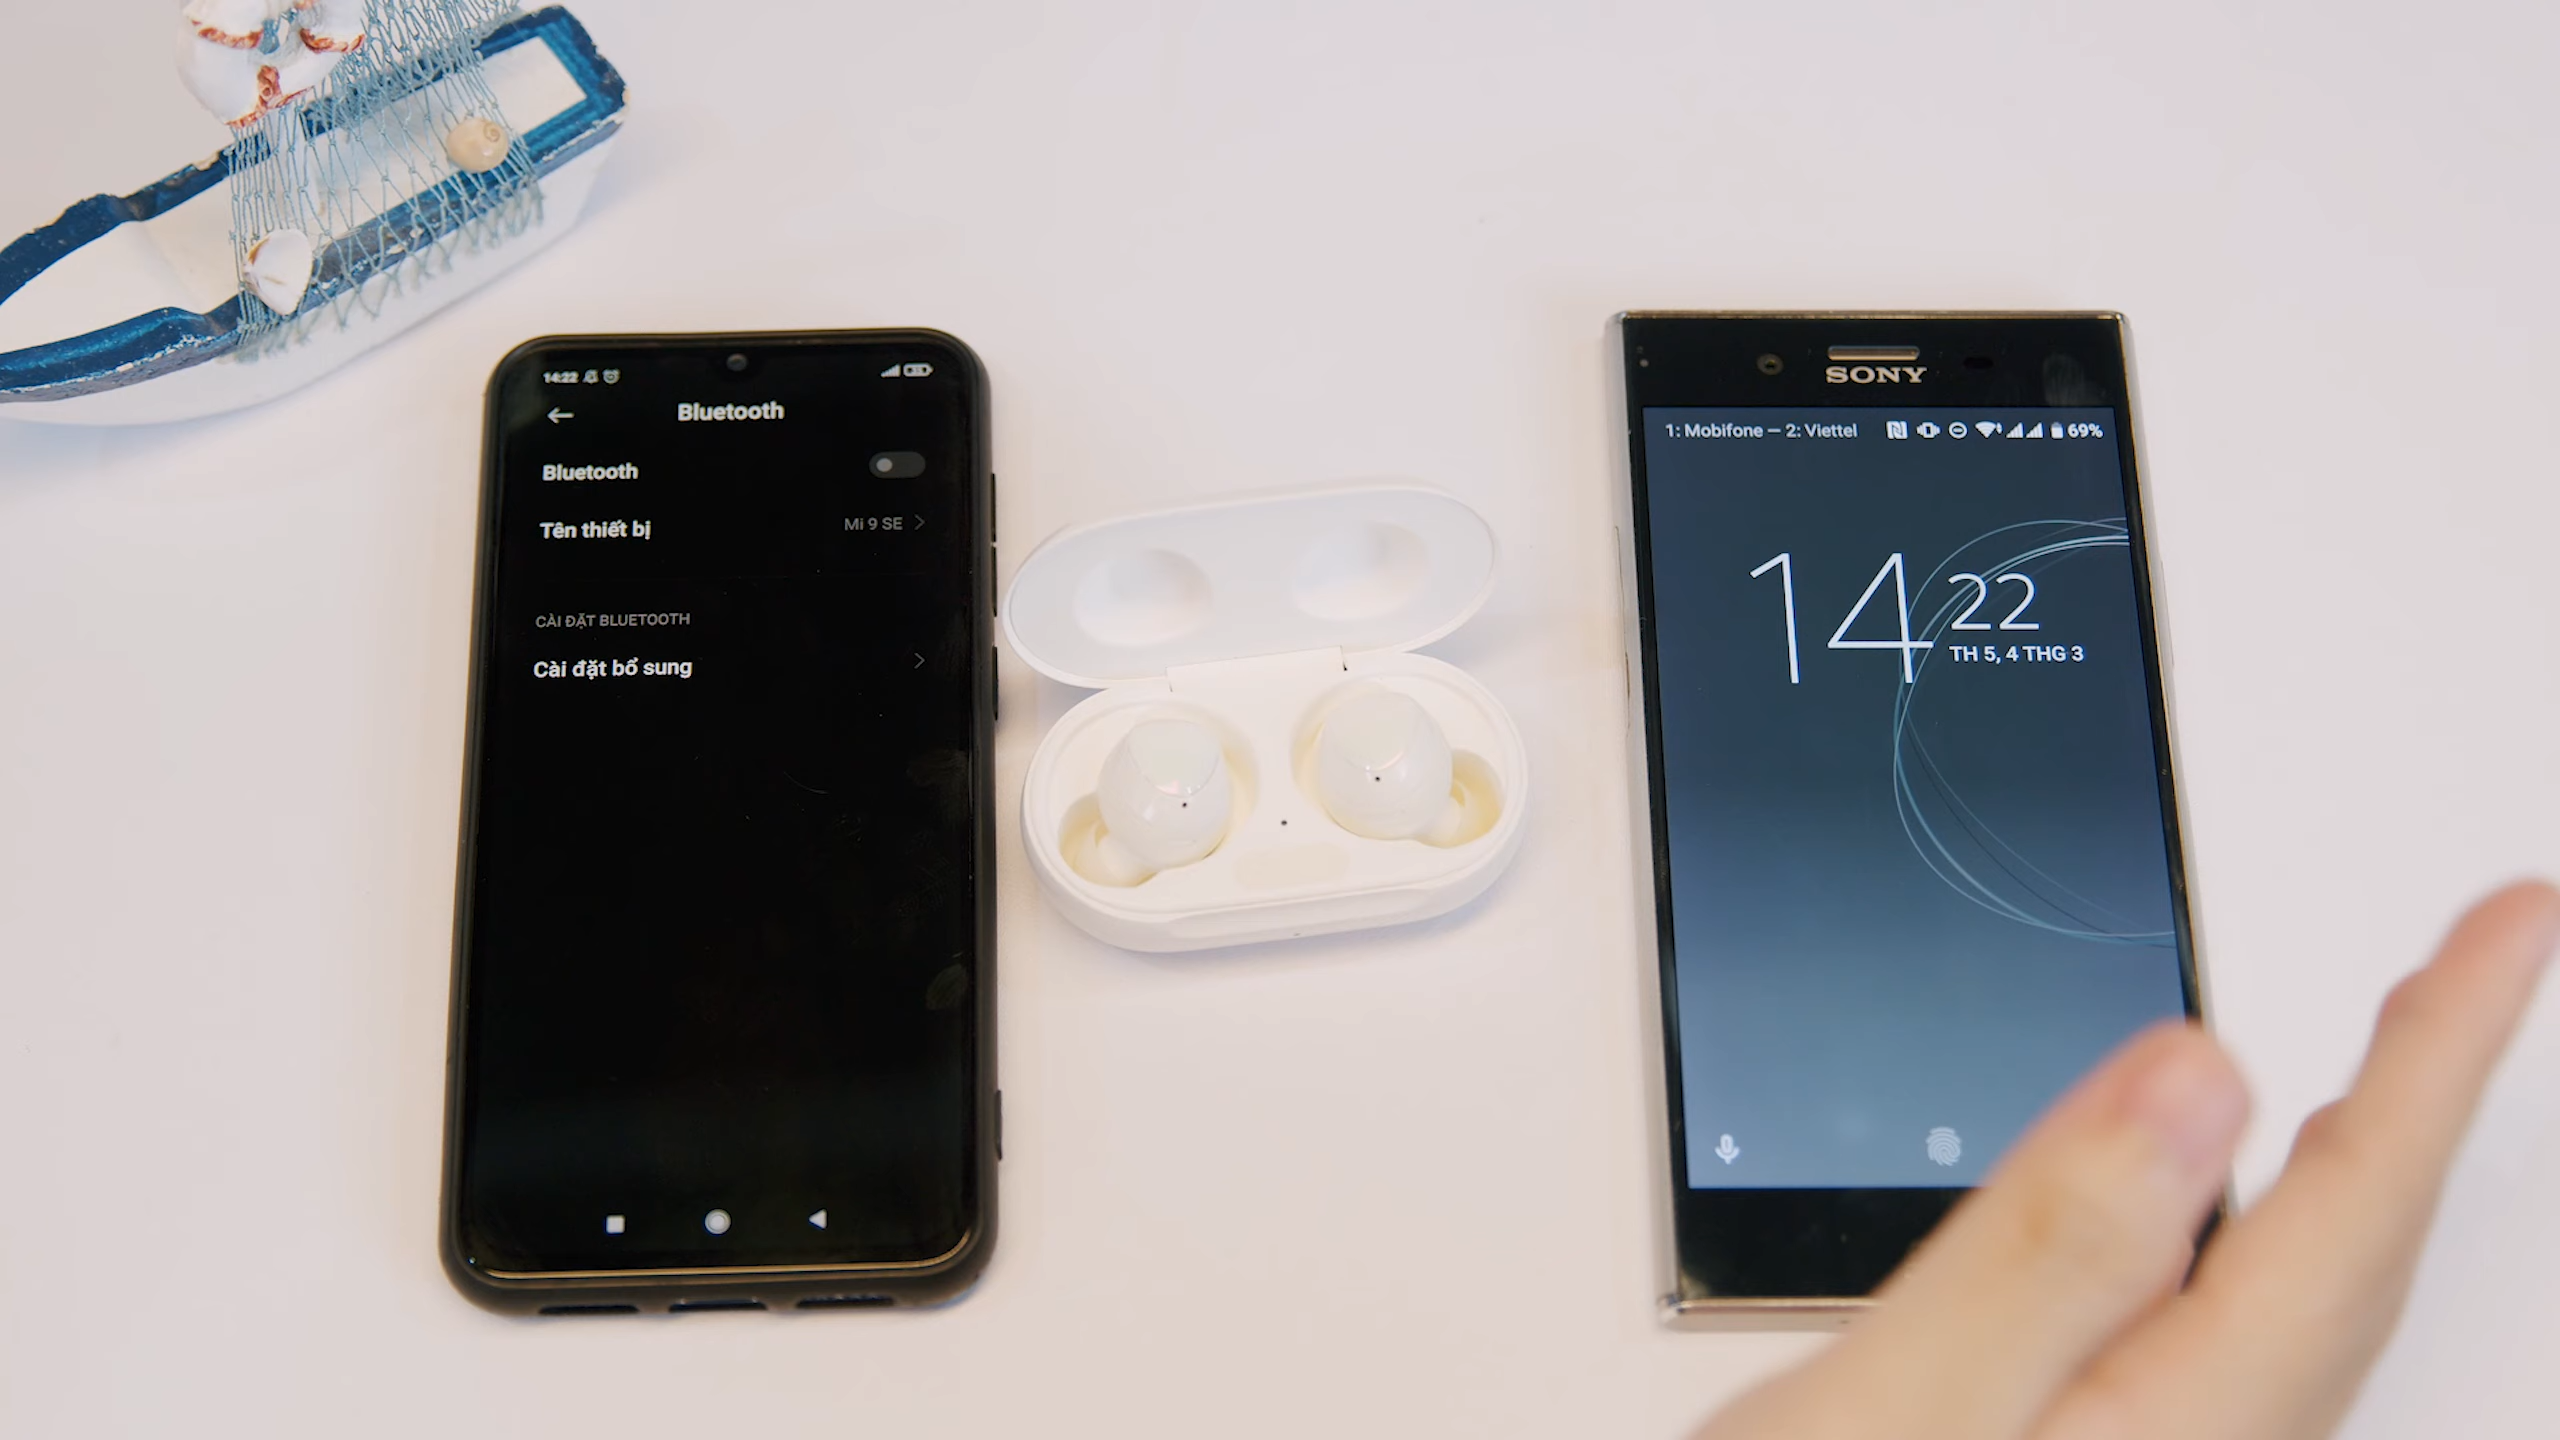 14:22
Bluetooth
Bluetooth
Tên thiết bị
Mi 9 SE
CÀI ĐẶT BLUETOOTH
Cài đặt bổ sung
SONY
1: Mobifone — 2: Viettel
69%
14 22
TH 5, 4 THG 3